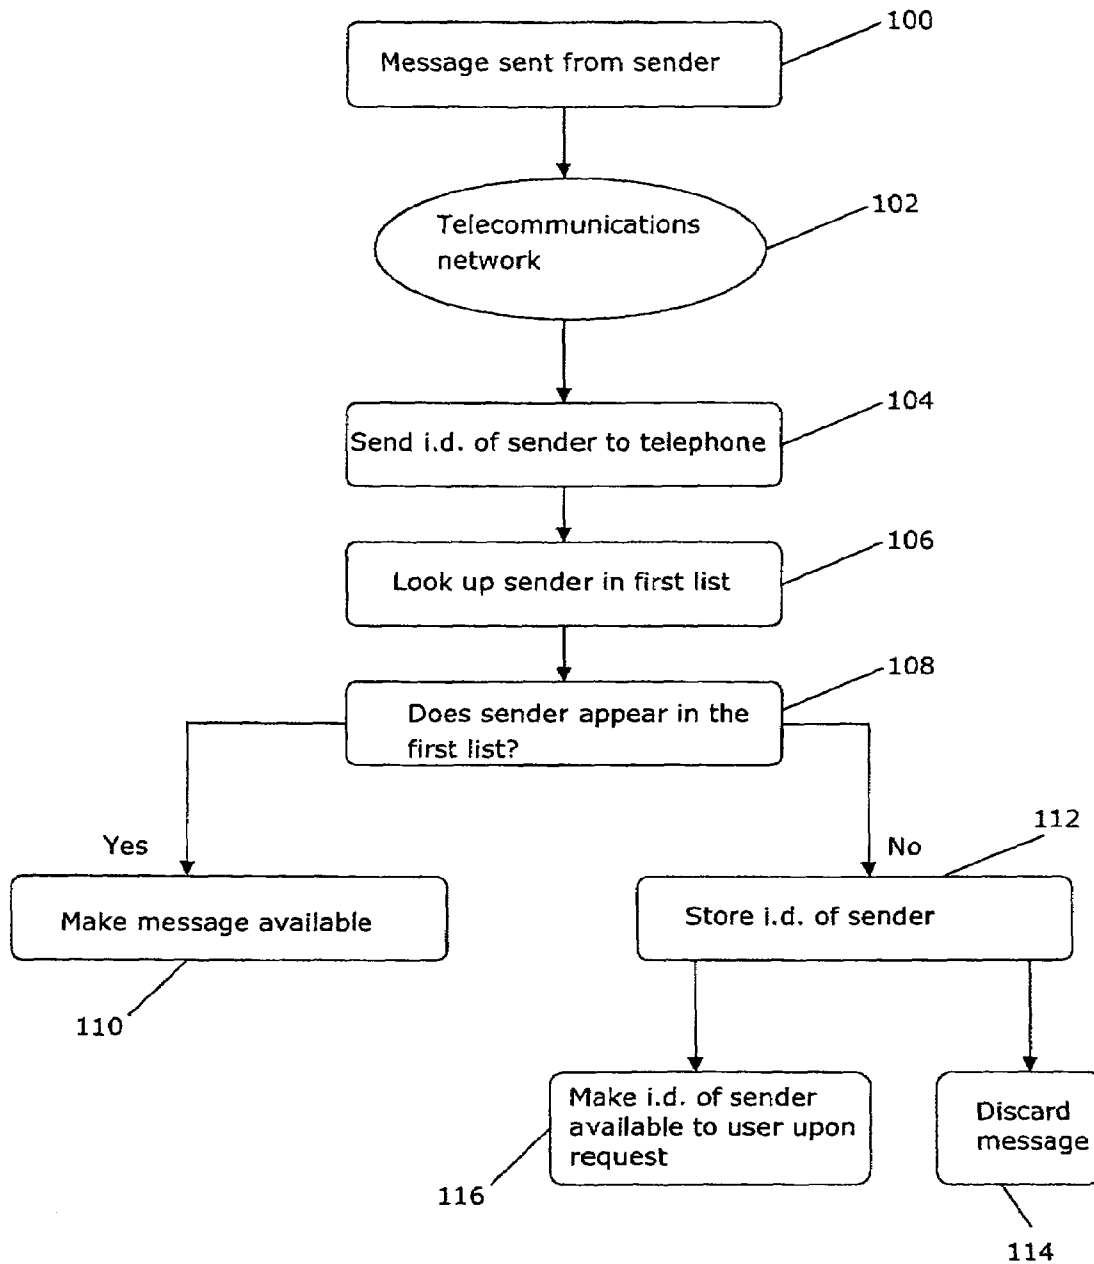 100
Message sent from sender
102
Telecommunications
network
104
Send i.d. of sender to telephone
106
Look up sender in first list
108
Does sender appear in the
first list?
Yes
No
112
Make message available
Store i.d. of sender
110
Make i.d. of sender
available to user upon
request
Discard
message
116
114